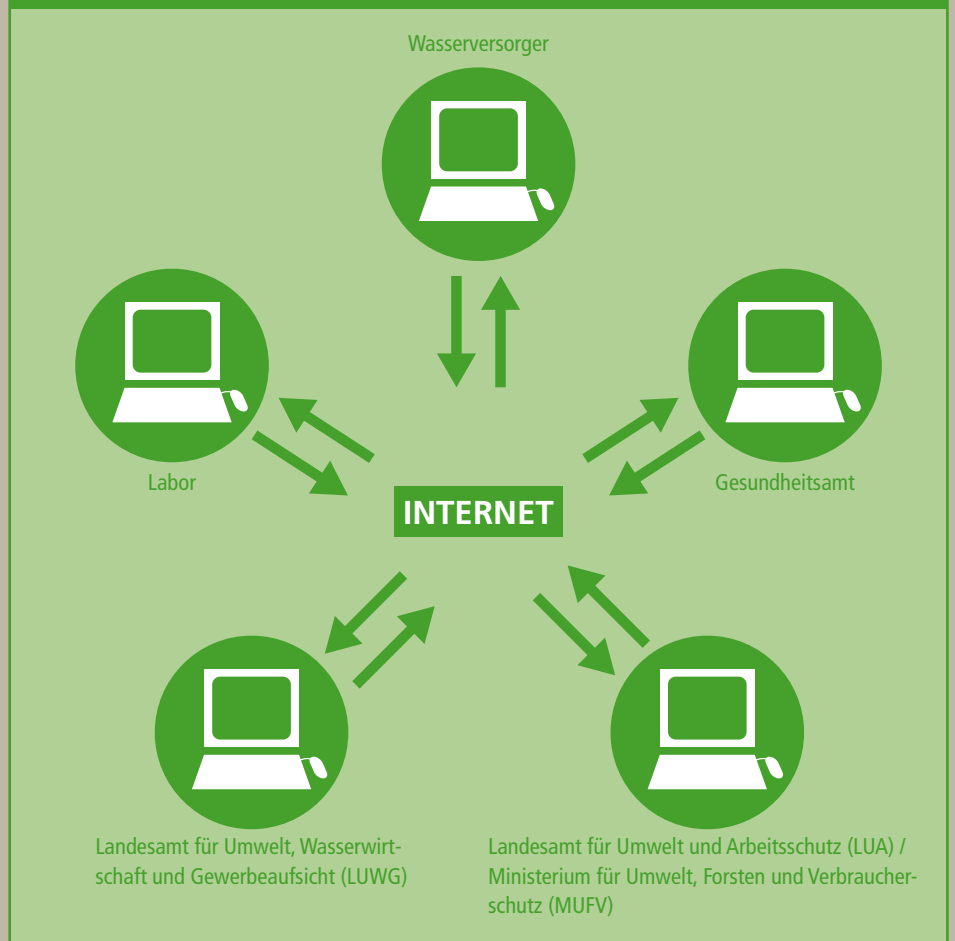 Wasserversorger
Labor
Gesundheitsamt
INTERNET
Landesamt für Umwelt, Wasserwirt-
schaft und Gewerbeaufsicht (LUWG)
Landesamt für Umwelt und Arbeitsschutz (LUA) /
Ministerium für Umwelt, Forsten und Verbraucher-
schutz (MUFV)